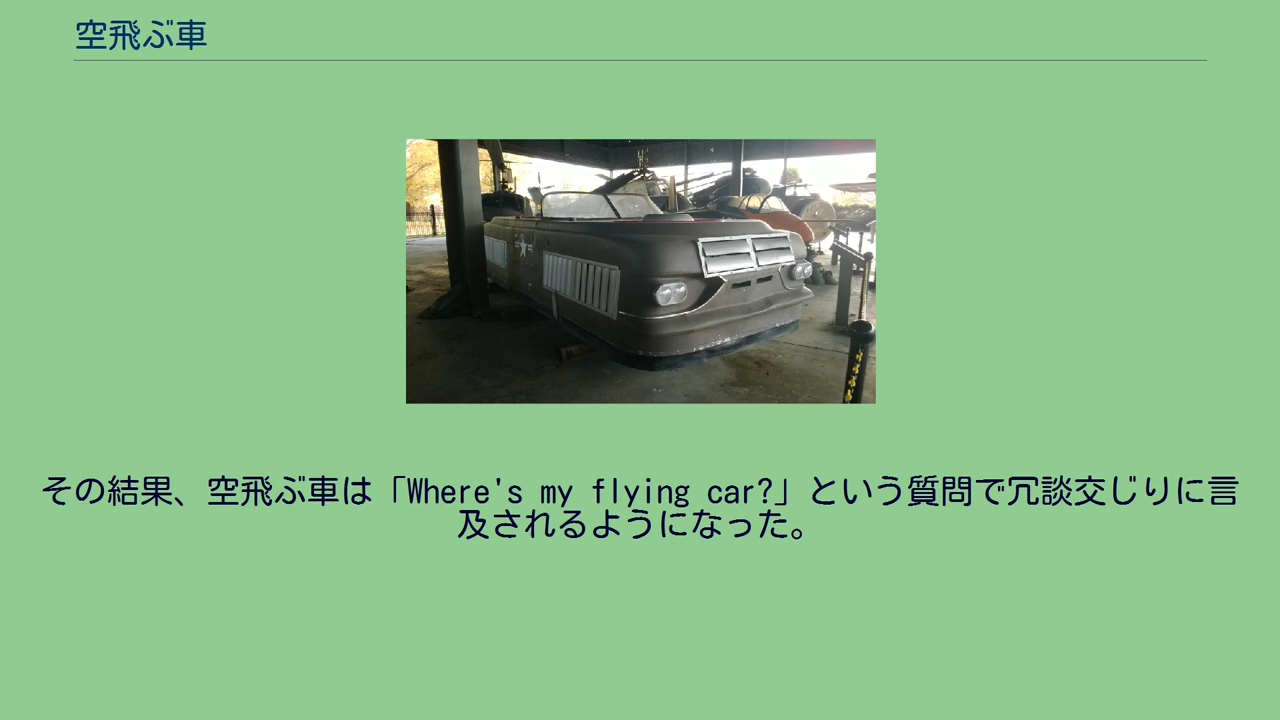 空飛ぶ車
その結果、空飛ぶ車は「Where's my flying car?」という質問で冗談交じりに言
及されるようになった。